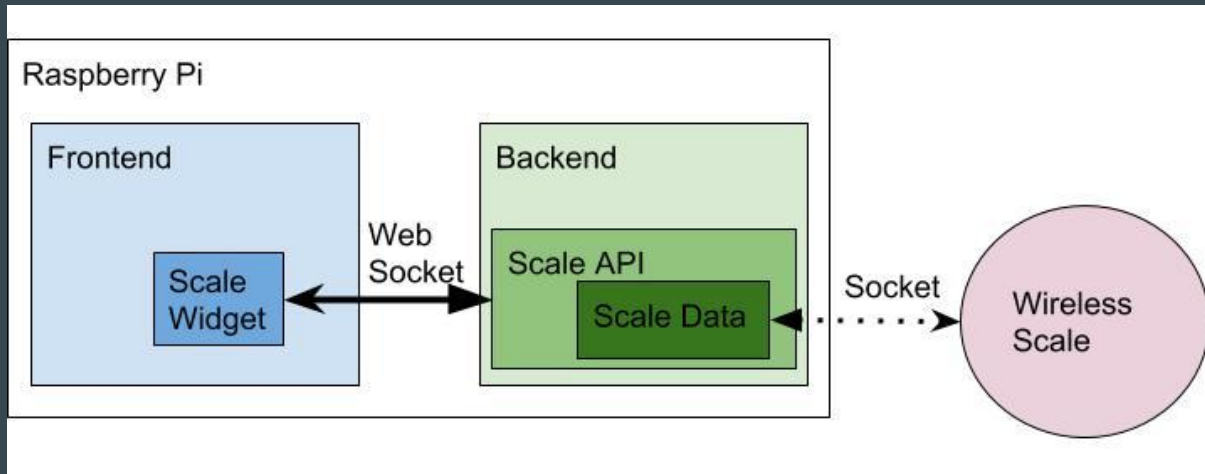 Raspberry Pi
Frontend
Backend
Web
Socket
Scale API
Scale
Widget
Scale Data
Socket
Wireless
Scale